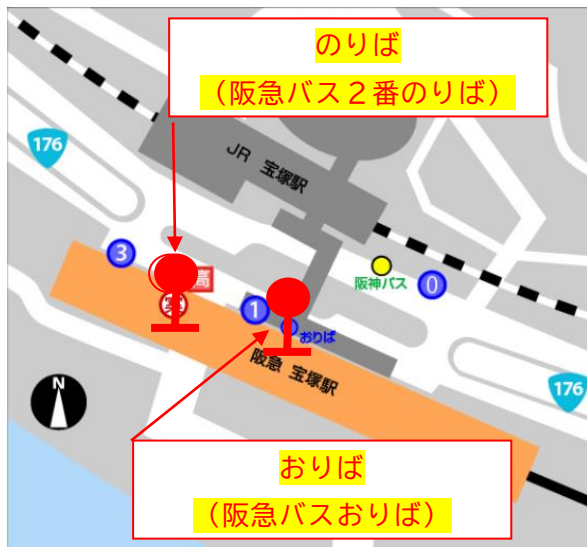 のりば
（阪急バス２番のりば）
176
JR 宝塚駅
3
高
阪神バス
0
1
おりば
阪急 宝塚駅
176
N
おりば
（阪急バスおりば）